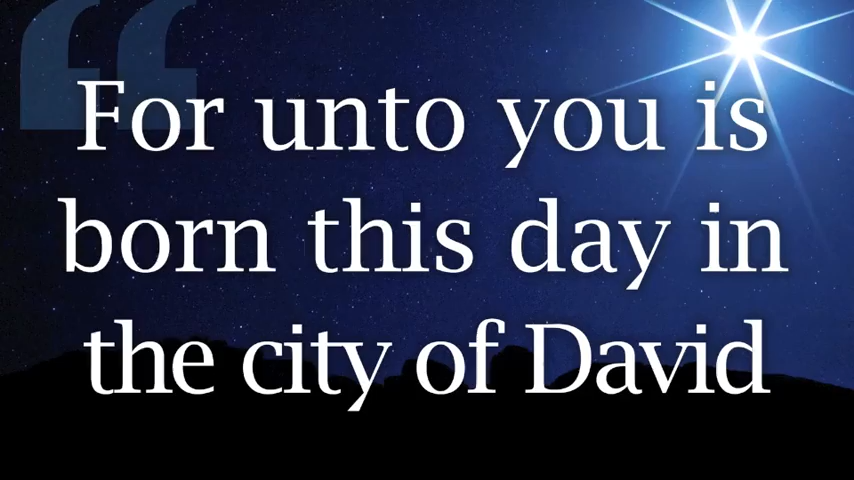 “For unto you is
born this day in
the city of David